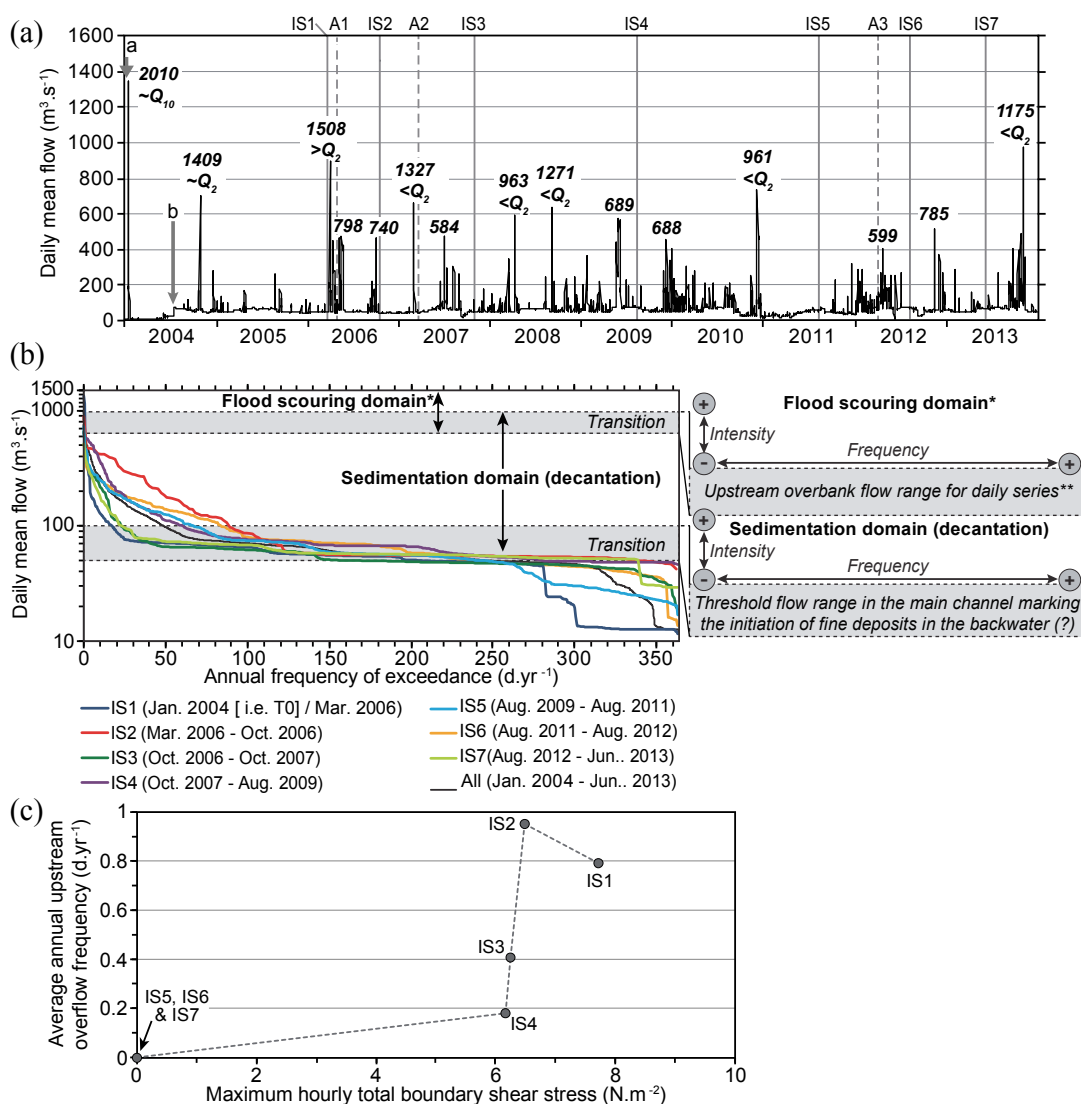 (a)
IS1 A1 IS2 A2 IS3 IS4 IS5 A3 IS6 IS7
Daily mean flow (m³.s⁻¹)
1600
1400
1200
1000
800
600
400
200
0
a
2010
~Q10
b
1409
~Q2
1508
>Q2
798
740
1327
<Q2
584
963
<Q2
1271
<Q2
689
688
961
<Q2
599
785
1175
<Q2
2004 2005 2006 2007 2008 2009 2010 2011 2012 2013
(b)
Daily mean flow (m³.s⁻¹)
1500
1000
100
10
Flood scouring domain*
Transition
Sedimentation domain (decantation)
Transition
0 50 100 150 200 250 300 350
Annual frequency of exceedance (d.yr⁻¹)
+
Flood scouring domain*
Intensity
Frequency
- +
Upstream overbank flow range for daily series**
+
Sedimentation domain (decantation)
Intensity
Frequency
- +
Threshold flow range in the main channel marking
the initiation of fine deposits in the backwater (?)
IS1 (Jan. 2004 [ i.e. T0] / Mar. 2006)
IS2 (Mar. 2006 - Oct. 2006)
IS3 (Oct. 2006 - Oct. 2007)
IS4 (Oct. 2007 - Aug. 2009)
IS5 (Aug. 2009 - Aug. 2011)
IS6 (Aug. 2011 - Aug. 2012)
IS7(Aug. 2012 - Jun.. 2013)
All (Jan. 2004 - Jun.. 2013)
(c)
Average annual upstream
overflow frequency (d.yr⁻¹)
1
0.8
0.6
0.4
0.2
0
IS2
IS1
IS3
IS4
IS5, IS6
& IS7
0 2 4 6 8 10
Maximum hourly total boundary shear stress (N.m⁻²)